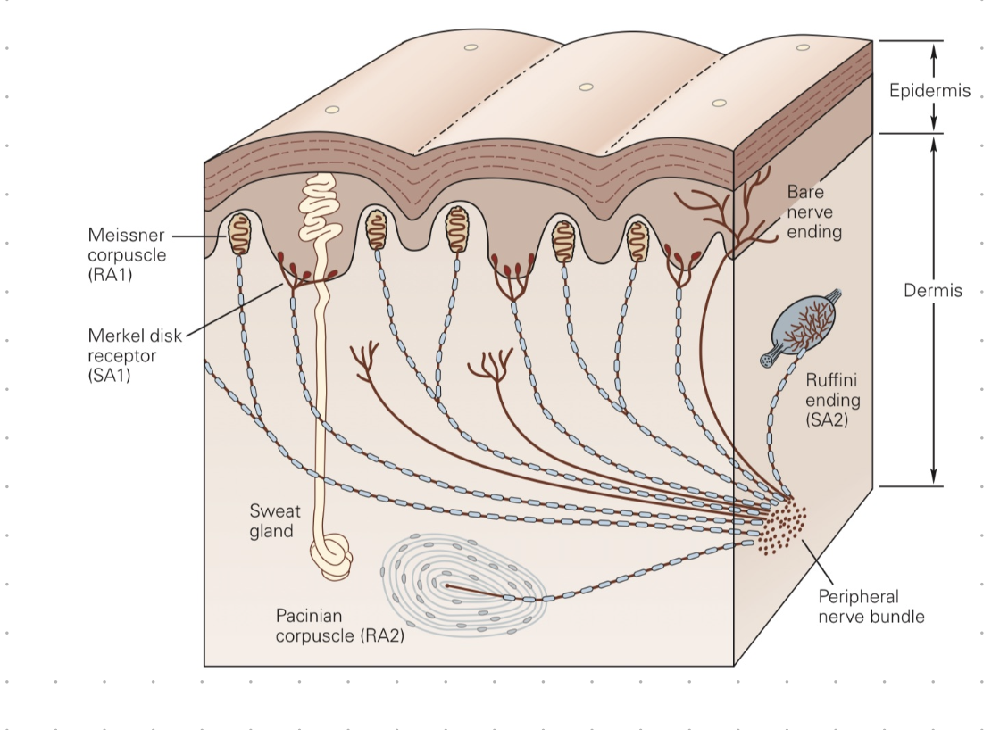 Epidermis
Bare
nerve
ending
Meissner
corpuscle
(RA1)
Dermis
Merkel disk
receptor
(SA1)
Ruffini
ending
(SA2)
Sweat
gland
Peripheral
nerve bundle
Pacinian
corpuscle (RA2)